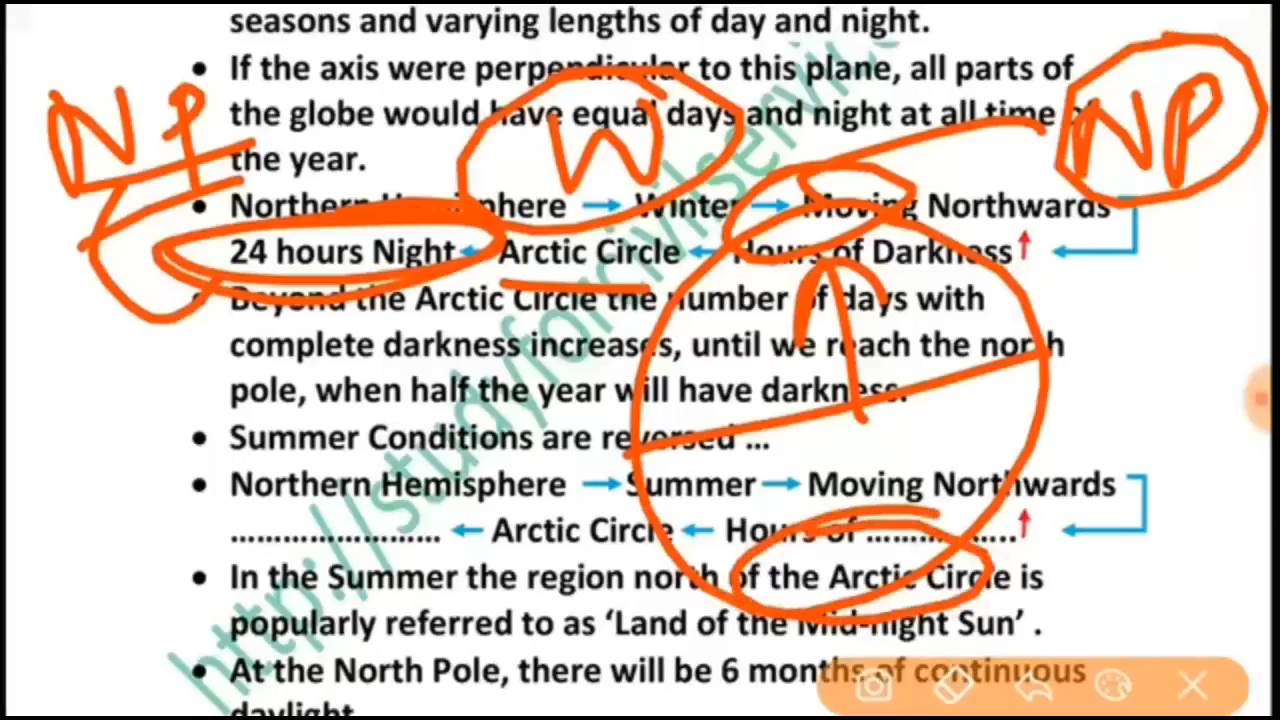 seasons and varying lengths of day and night.
• If the axis were perpendicular to this plane, all parts of
the globe would have equal days and night at all time of
the year.
• Northern Hemisphere → Winter → Moving Northwards
24 hours Night ← Arctic Circle ← Hours of Darkness ↑
• Beyond the Arctic Circle the number of days with
complete darkness increases, until we reach the north
pole, when half the year will have darkness.
• Summer Conditions are reversed ...
• Northern Hemisphere → Summer → Moving Northwards
........................ ← Arctic Circle ← Hours of ................. ↑
• In the Summer the region north of the Arctic Circle is
popularly referred to as ‘Land of the Mid-night Sun’ .
• At the North Pole, there will be 6 months of continuous
daylight
NP
W
NP
http://studyforcivilservic